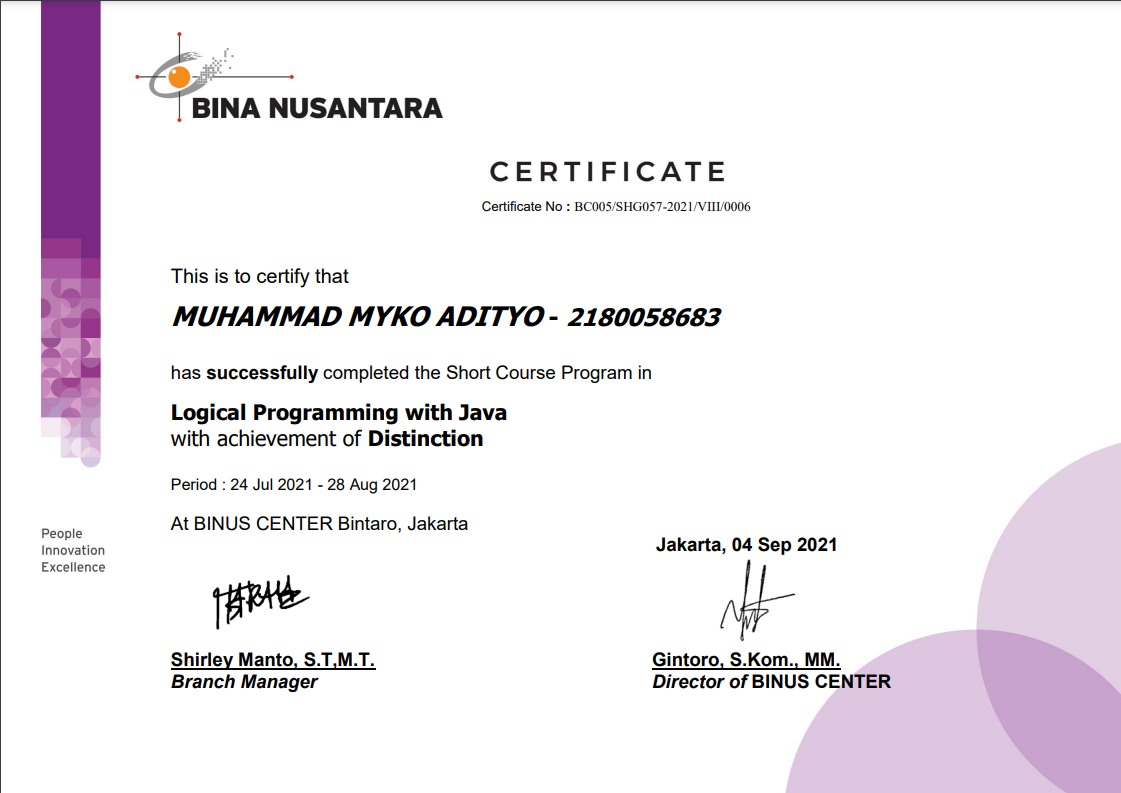 BINA NUSANTARA
CERTIFICATE
Certificate No : BC005/SHG057-2021/VIII/0006
This is to certify that
MUHAMMAD MYKO ADITYO - 2180058683
has successfully completed the Short Course Program in
Logical Programming with Java
with achievement of Distinction
Period : 24 Jul 2021 - 28 Aug 2021
At BINUS CENTER Bintaro, Jakarta
People
Innovation
Excellence
Jakarta, 04 Sep 2021
Shirley Manto, S.T,M.T.
Branch Manager
Gintoro, S.Kom., MM.
Director of BINUS CENTER